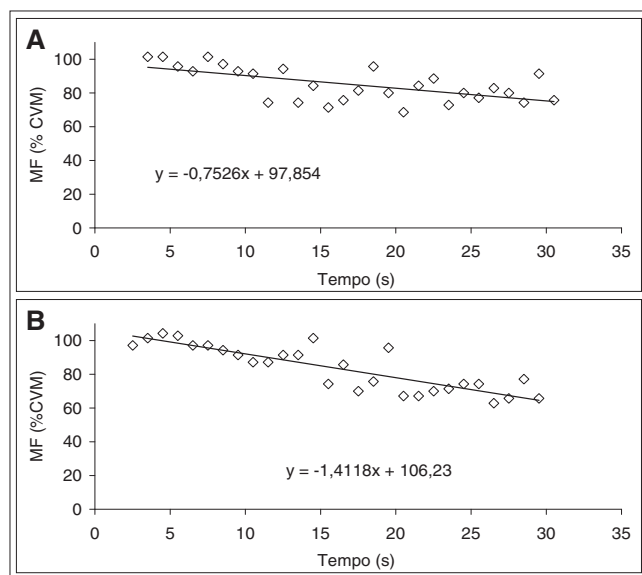 A
MF (% CVM)
100
80
60
40
20
0
y = -0,7526x + 97,854
0 5 10 15 20 25 30 35
Tempo (s)
B
MF (%CVM)
100
80
60
40
20
0
y = -1,4118x + 106,23
0 5 10 15 20 25 30 35
Tempo (s)